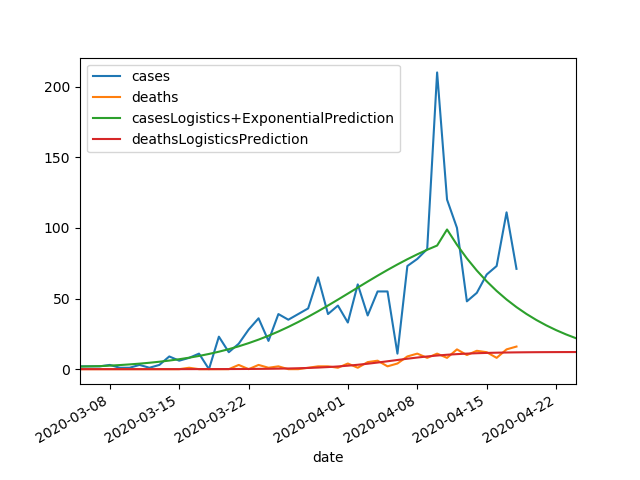 cases
deaths
casesLogistics+ExponentialPrediction
deathsLogisticsPrediction
200
150
100
50
0
2020-03-08
2020-03-15
2020-03-22
2020-04-01
2020-04-08
2020-04-15
2020-04-22
date